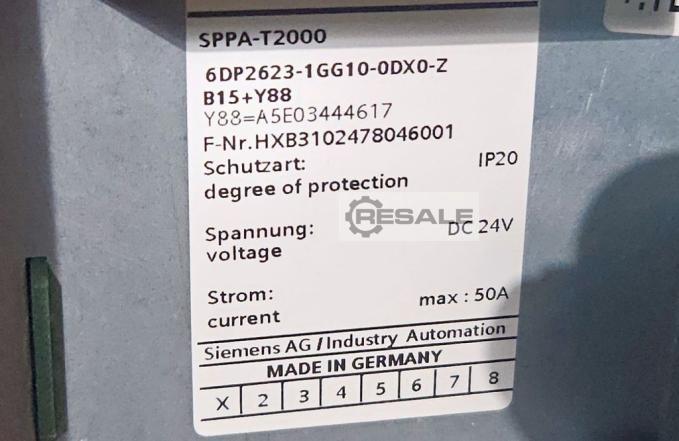 SPPA-T2000
6DP2623-1GG10-0DX0-Z
B15+Y88
Y88=A5E03444617
F-Nr.HXB3102478046001
Schutzart: IP20
degree of protection
RESALE
Spannung: DC 24V
voltage
Strom: max : 50A
current
Siemens AG / Industry Automation
MADE IN GERMANY
X 2 3 4 5 6 7 8